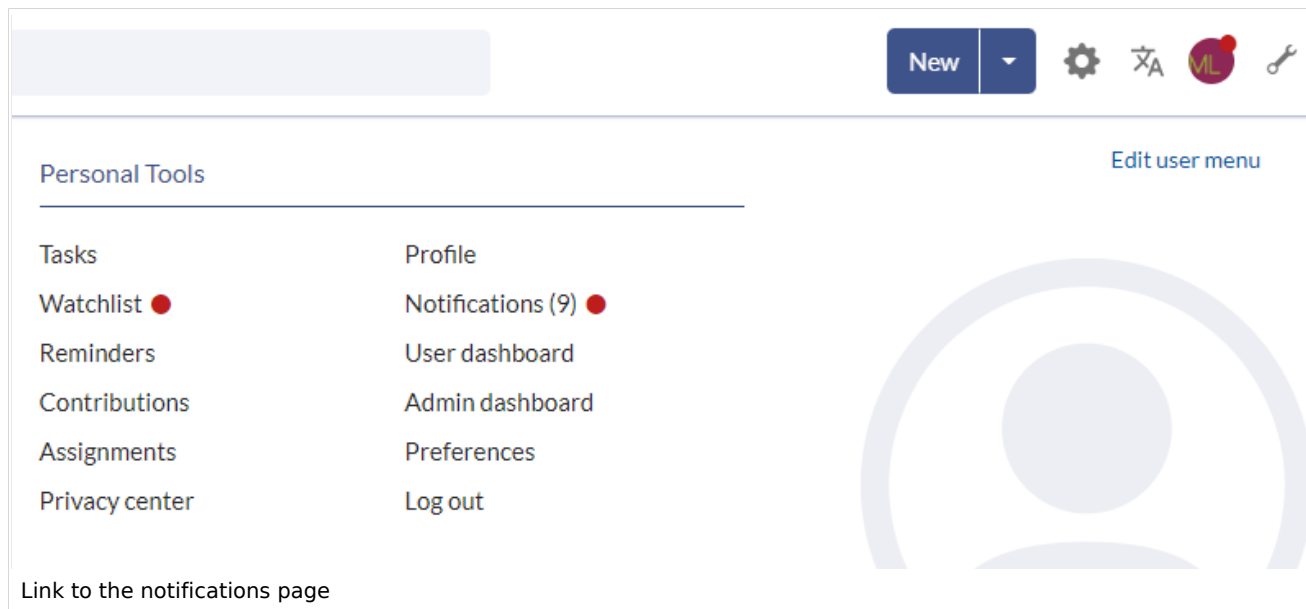 New
ML
Personal Tools
Edit user menu
Tasks
Profile
Watchlist
Notifications (9)
Reminders
User dashboard
Contributions
Admin dashboard
Assignments
Preferences
Privacy center
Log out
Link to the notifications page